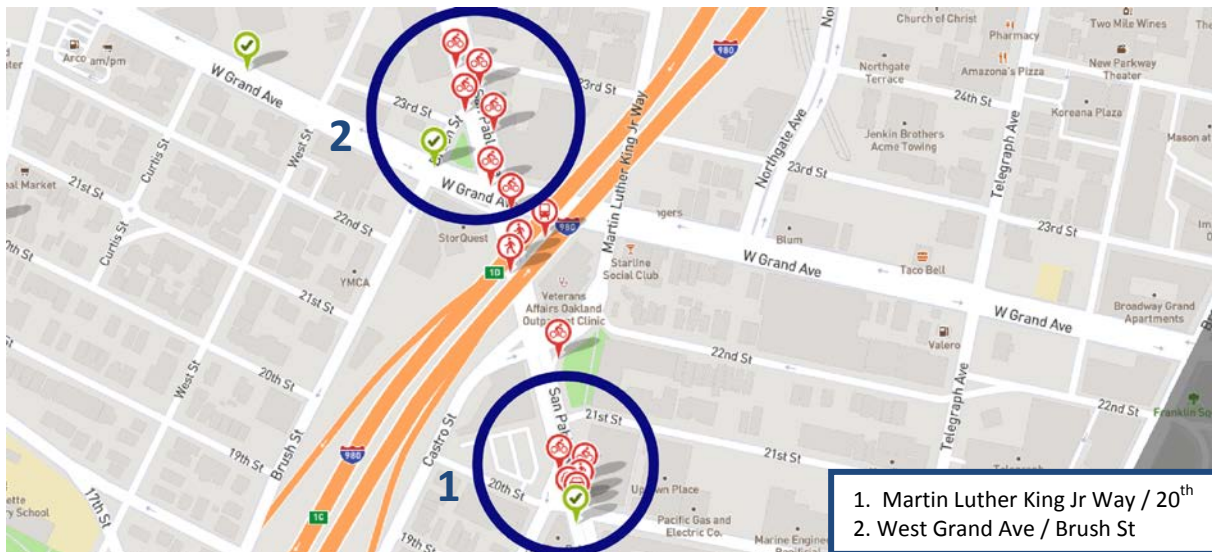 Church of Christ
Pharmacy
Two Mile Wines
Arco
am/pm
W Grand Ave
23rd St
980
Northgate Terrace
Amazona's Pizza
New Parkway Theater
24th St
Koreana Plaza
Mason at
Jenkin Brothers Acme Towing
2
Northgate Ave
Telegraph Ave
Martin Luther King Jr Way
West St
Curtis St
21st St
22nd St
23rd St
W Grand Ave
StorQuest
980
Starline Social Club
Blum
W Grand Ave
23rd St
Taco Bell
Curtis St
YMCA
1D
Veterans Affairs Oakland
Clinic
W Grand Ave
Broadway Grand Apartments
21st St
Valero
West St
20th St
22nd St
22nd St
Telegraph Ave
San Pabl
21st St
Castro St
Brush St
19th St
980
1
20th St
21st St
17th St
1C
19th St
Pacific Gas and Electric Co.
1. Martin Luther King Jr Way / 20th
2. West Grand Ave / Brush St